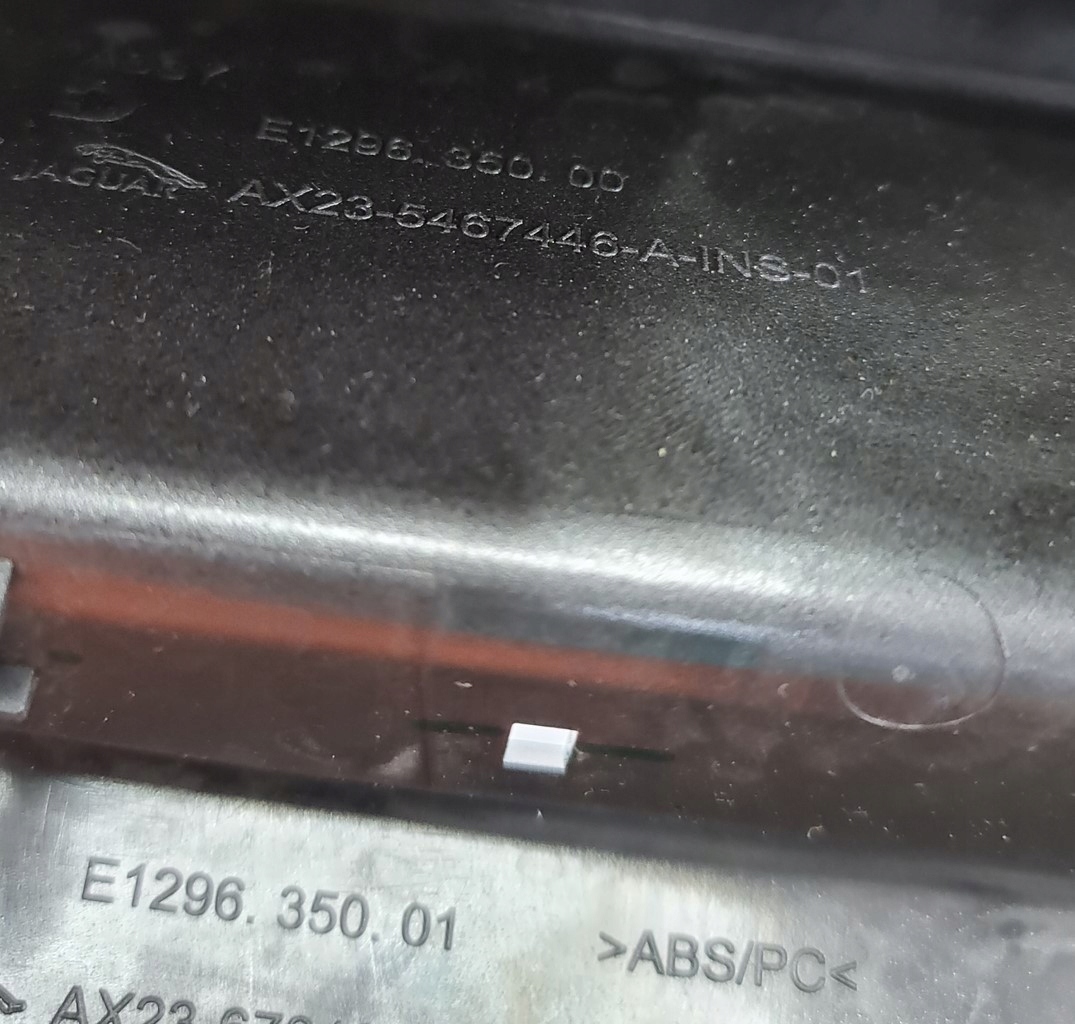 E1296.350.00
JAGUAR AX23-5467446-A-INS-01
E1296.350.01
>ABS/PC<